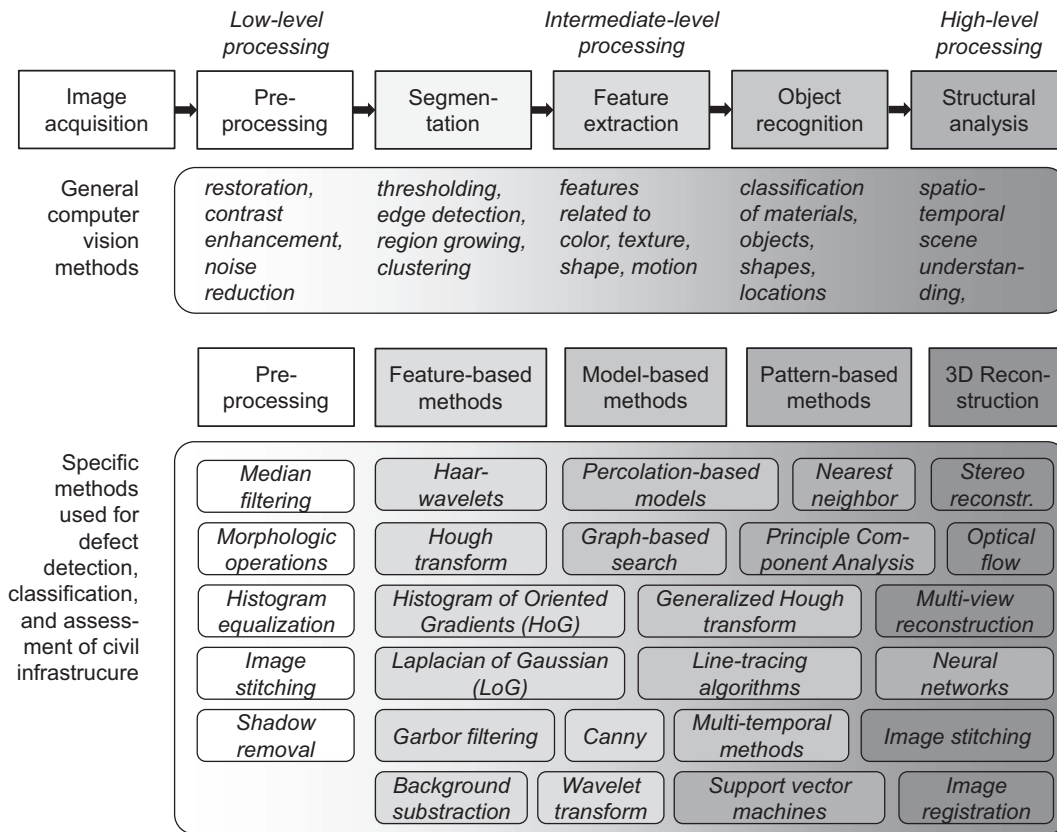 Low-level
processing
Intermediate-level
processing
High-level
processing
Image
acquisition
Pre-
processing
Segmen-
tation
Feature
extraction
Object
recognition
Structural
analysis
General
computer
vision
methods
restoration,
contrast
enhancement,
noise
reduction
thresholding,
edge detection,
region growing,
clustering
features
related to
color, texture,
shape, motion
classification
of materials,
objects,
shapes,
locations
spatio-
temporal
scene
understan-
ding,
Pre-
processing
Feature-based
methods
Model-based
methods
Pattern-based
methods
3D Recon-
struction
Specific
methods
used for
defect
detection,
classification,
and assess-
ment of civil
infrastrucure
Median
filtering
Haar-
wavelets
Percolation-based
models
Nearest
neighbor
Stereo
reconstr.
Morphologic
operations
Hough
transform
Graph-based
search
Principle Com-
ponent Analysis
Optical
flow
Histogram
equalization
Histogram of Oriented
Gradients (HoG)
Generalized Hough
transform
Multi-view
reconstruction
Image
stitching
Laplacian of Gaussian
(LoG)
Line-tracing
algorithms
Neural
networks
Shadow
removal
Garbor filtering
Canny
Multi-temporal
methods
Image stitching
Background
substraction
Wavelet
transform
Support vector
machines
Image
registration